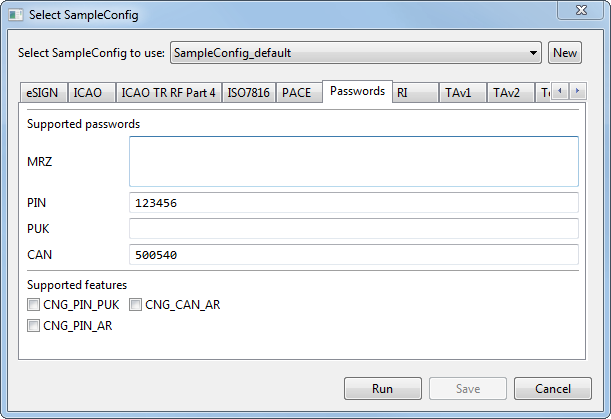 Select SampleConfig
Select SampleConfig to use: SampleConfig_default New
eSIGN ICAO ICAO TR RF Part 4 ISO7816 PACE Passwords RI TAv1 TAv2
Supported passwords
MRZ
PIN 123456
PUK
CAN 500540
Supported features
CNG_PIN_PUK CNG_CAN_AR
CNG_PIN_AR
Run Save Cancel